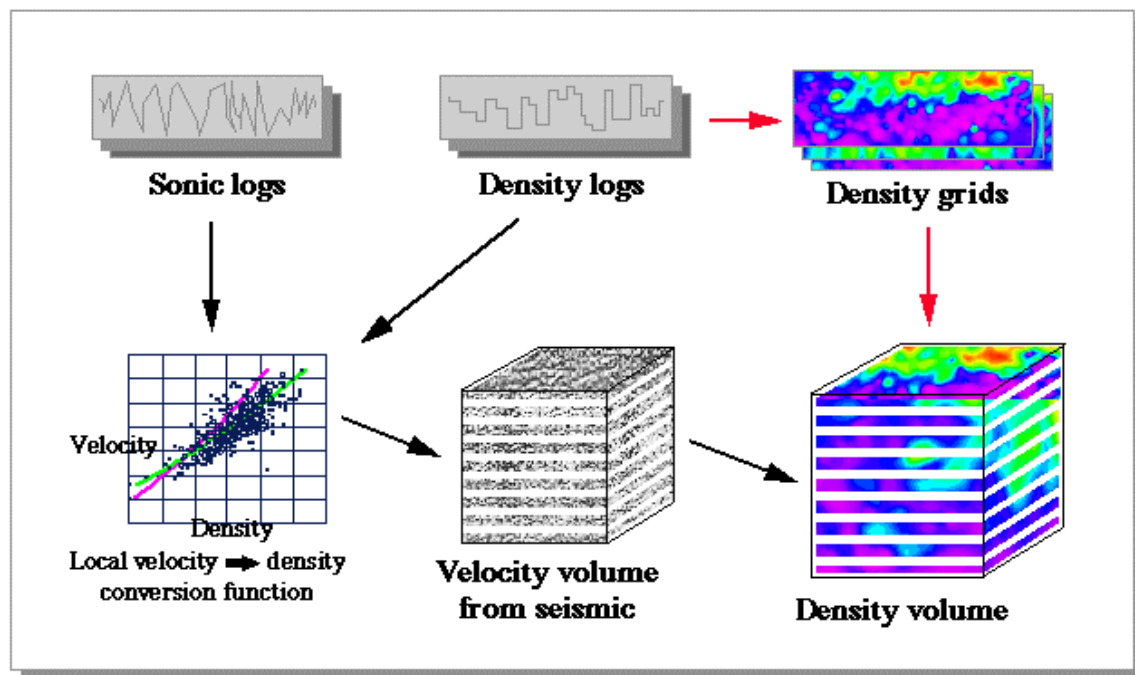 Sonic logs
Density logs
Density grids
Velocity
Density
Local velocity ➡ density
conversion function
Velocity volume
from seismic
Density volume